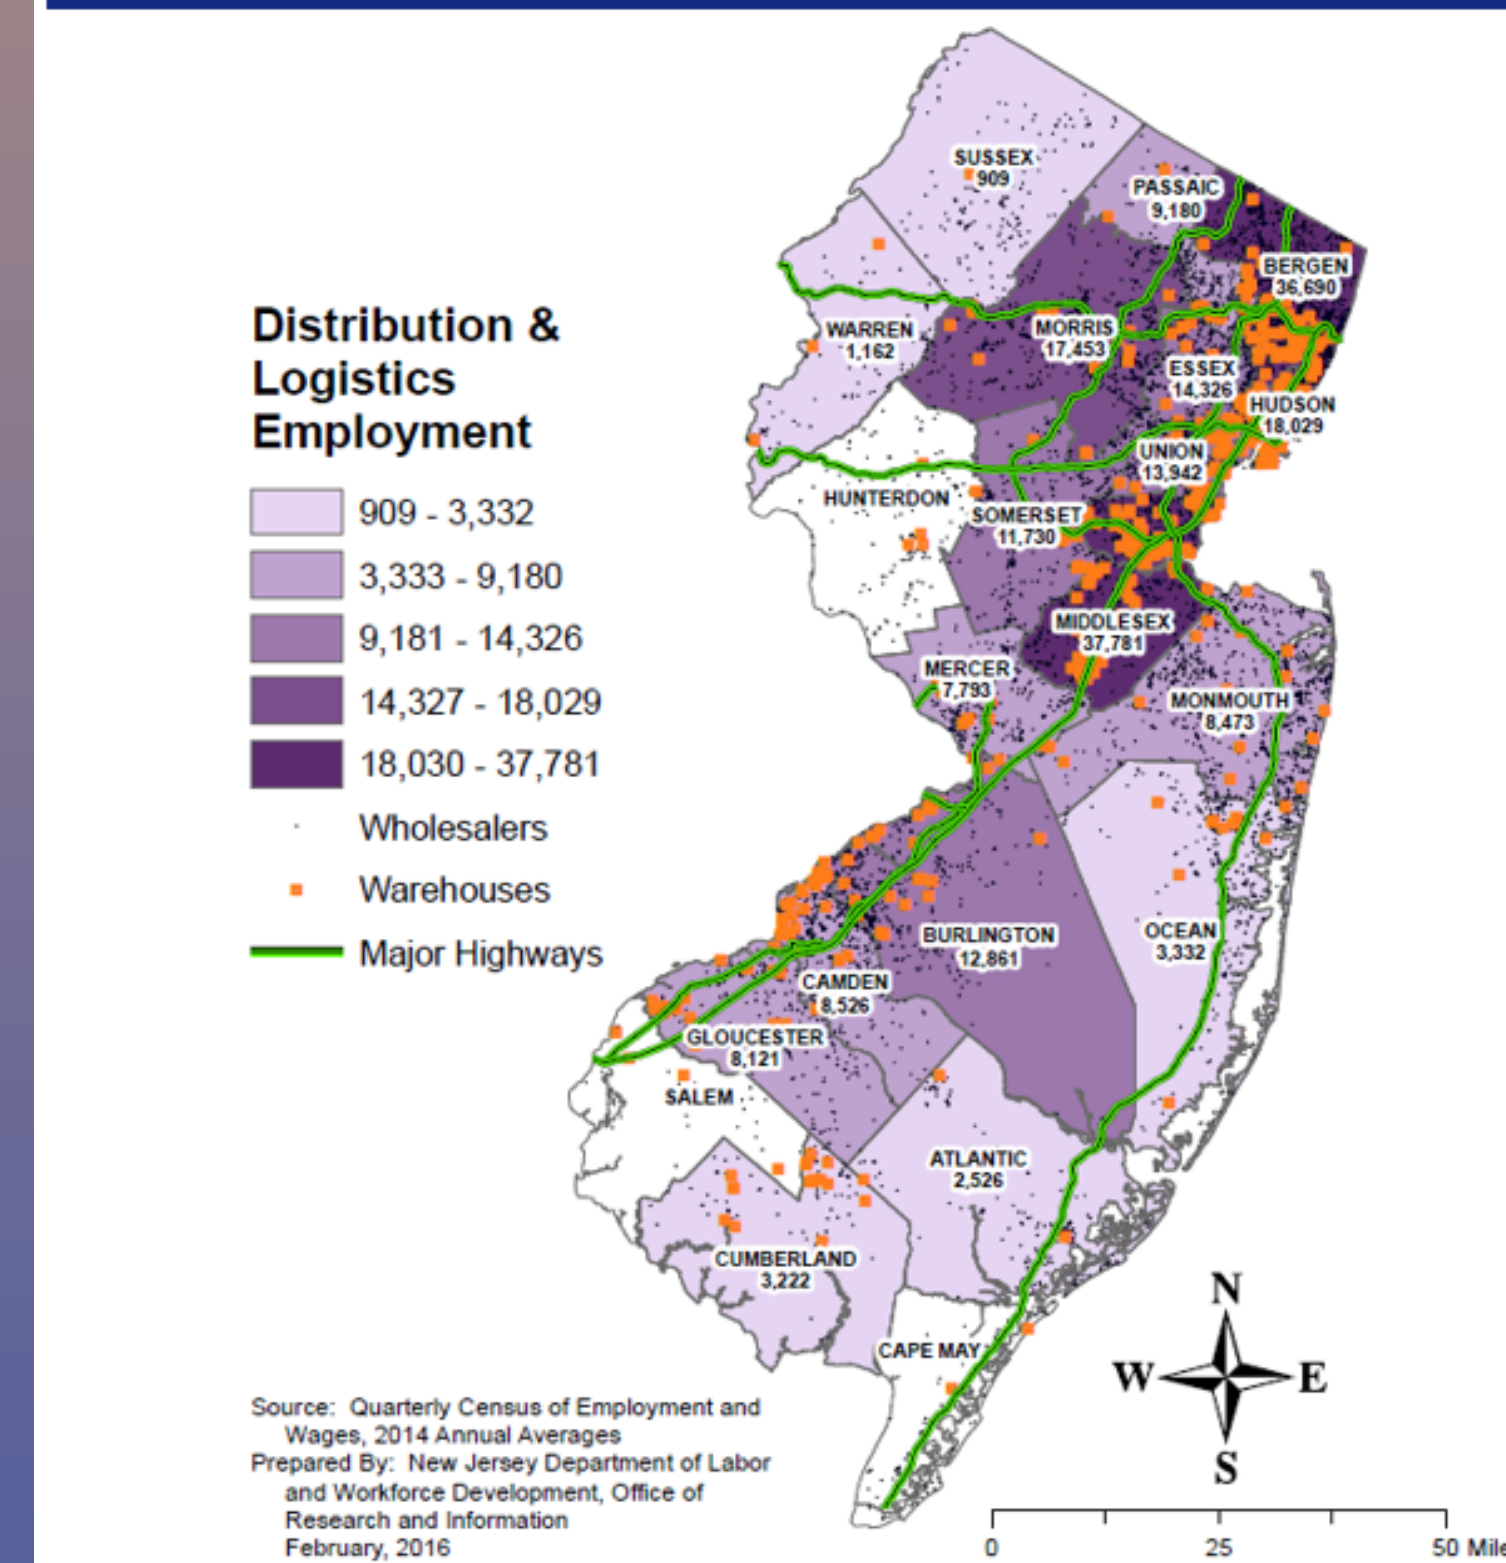 SUSSEX
909
PASSAIC
9,180
BERGEN
36,690
WARREN
1,162
MORRIS
17,453
ESSEX
14,326
HUDSON
18,029
UNION
13,942
HUNTERDON
SOMERSET
11,730
MIDDLESEX
37,781
MERCER
7,793
MONMOUTH
8,473
BURLINGTON
12,861
OCEAN
3,332
CAMDEN
8,526
GLOUCESTER
8,121
SALEM
ATLANTIC
2,526
CUMBERLAND
3,222
CAPE MAY
Distribution &
Logistics
Employment
909 - 3,332
3,333 - 9,180
9,181 - 14,326
14,327 - 18,029
18,030 - 37,781
Wholesalers
Warehouses
Major Highways
Source: Quarterly Census of Employment and
Wages, 2014 Annual Averages
Prepared By: New Jersey Department of Labor
and Workforce Development, Office of
Research and Information
February, 2016
N
W E
S
0 25 50 Mile